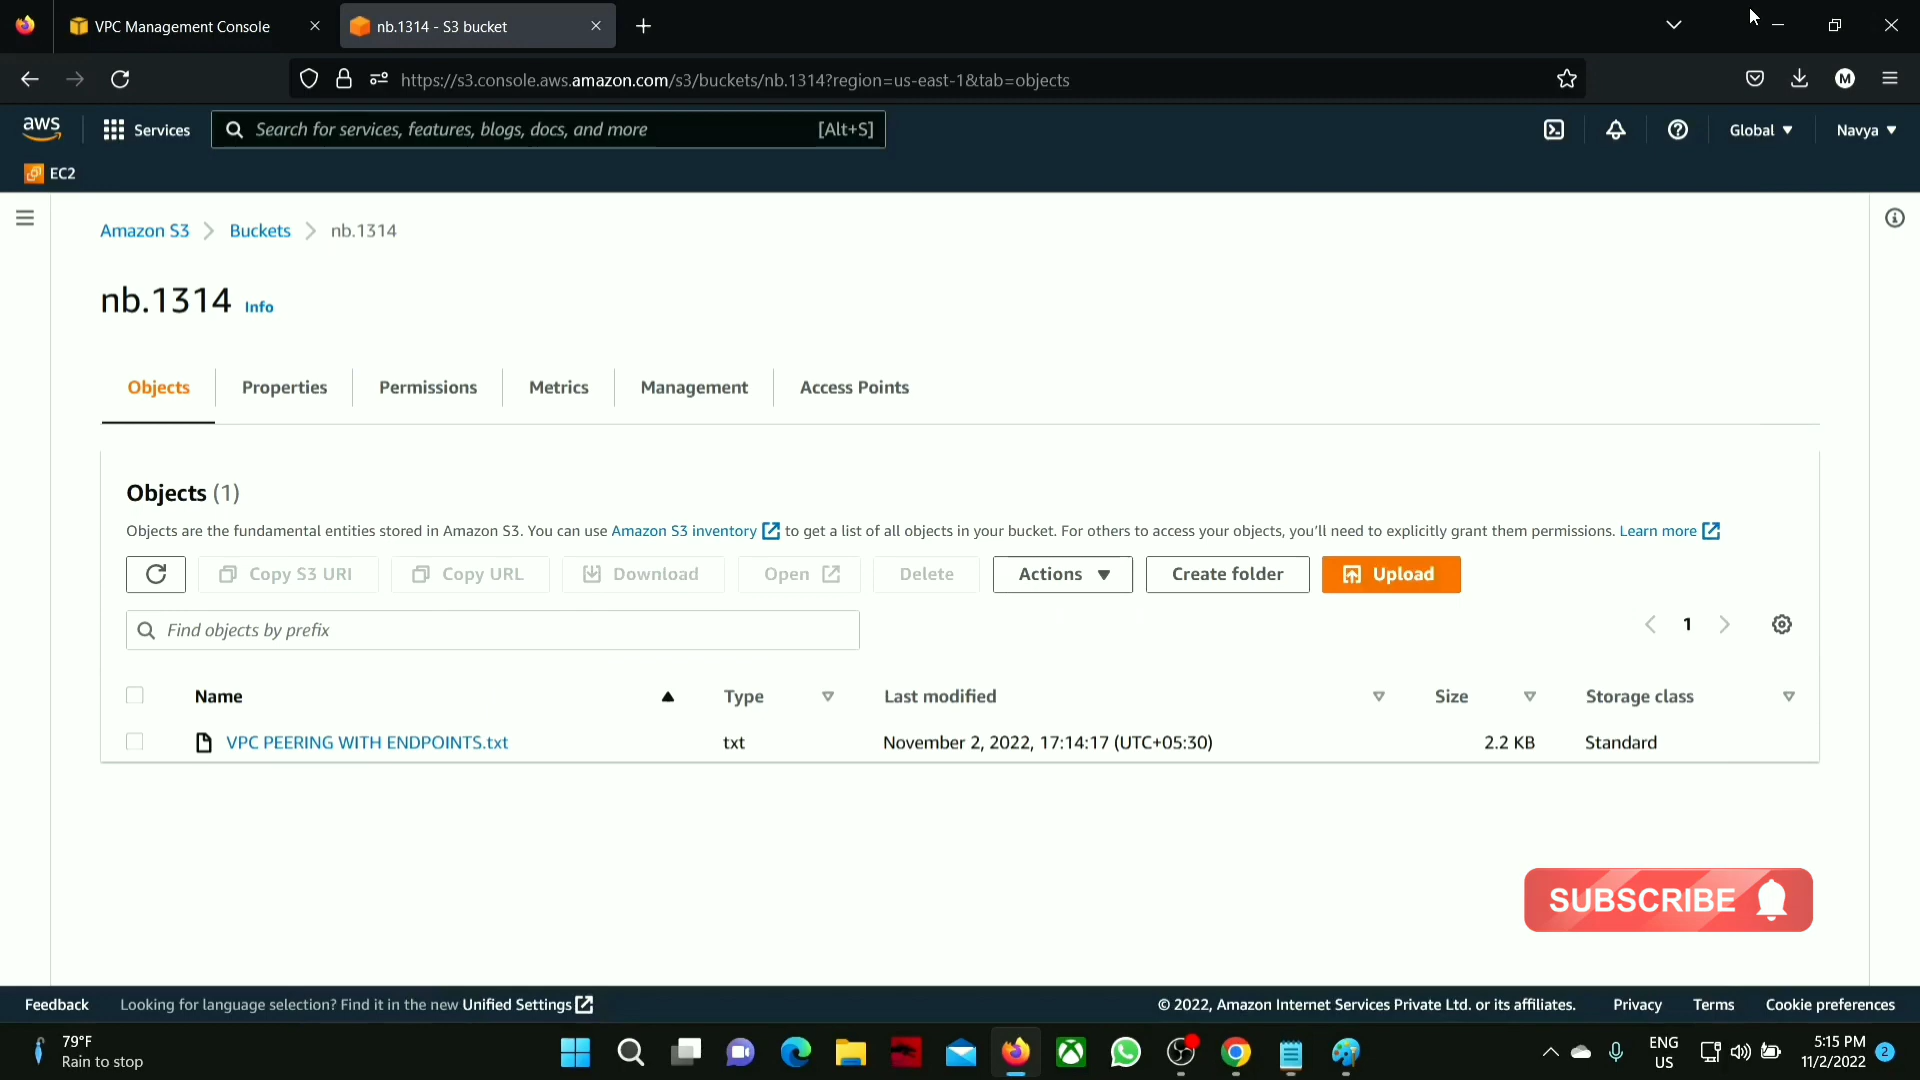 VPC Management Console
nb.1314 - S3 bucket
https://s3.console.aws.amazon.com/s3/buckets/nb.1314?region=us-east-1&tab=objects
M
aws
Services
Search for services, features, blogs, docs, and more
[Alt+S]
Global
Navya
EC2
Amazon S3
Buckets
nb.1314
nb.1314 Info
Objects
Properties
Permissions
Metrics
Management
Access Points
Objects (1)
Objects are the fundamental entities stored in Amazon S3. You can use Amazon S3 inventory to get a list of all objects in your bucket. For others to access your objects, you'll need to explicitly grant them permissions. Learn more
Copy S3 URI
Copy URL
Download
Open
Delete
Actions
Create folder
Upload
Find objects by prefix
1
Name
Type
Last modified
Size
Storage class
VPC PEERING WITH ENDPOINTS.txt
txt
November 2, 2022, 17:14:17 (UTC+05:30)
2.2 KB
Standard
SUBSCRIBE
Feedback
Looking for language selection? Find it in the new Unified Settings
© 2022, Amazon Internet Services Private Ltd. or its affiliates.
Privacy
Terms
Cookie preferences
79°F
Rain to stop
ENG
US
5:15 PM
11/2/2022
2